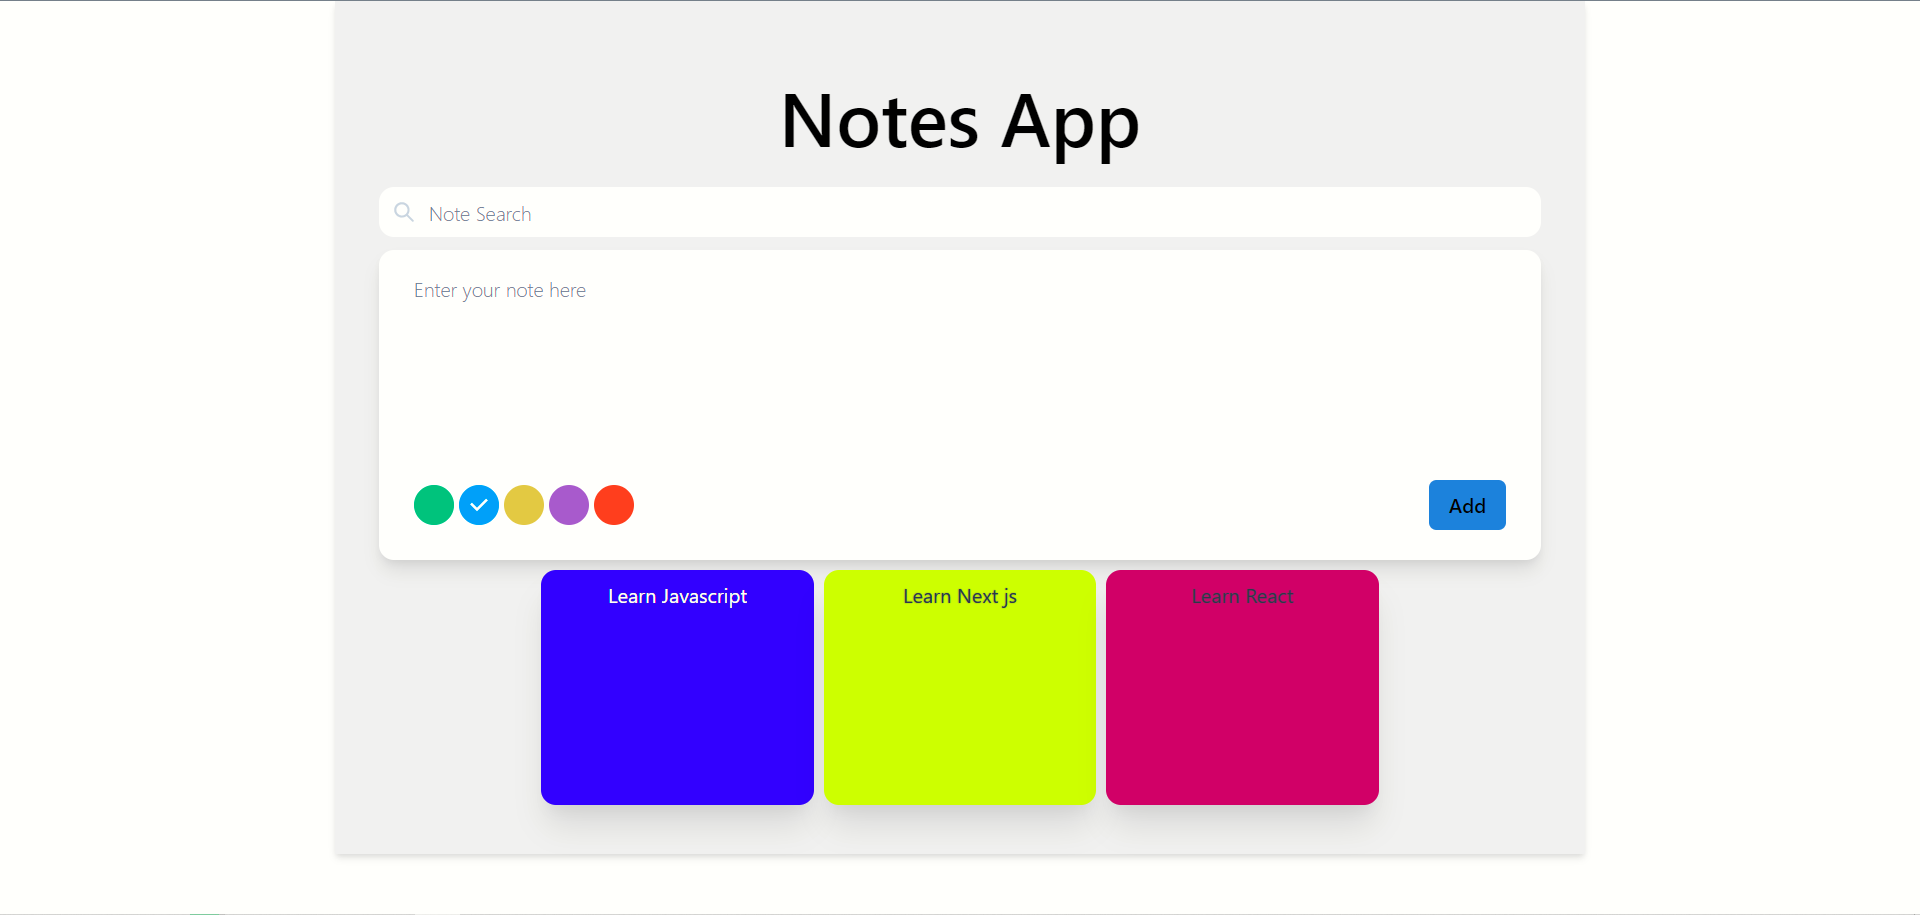 Notes App
Note Search
Enter your note here
Add
Learn Javascript
Learn Next js
Learn React